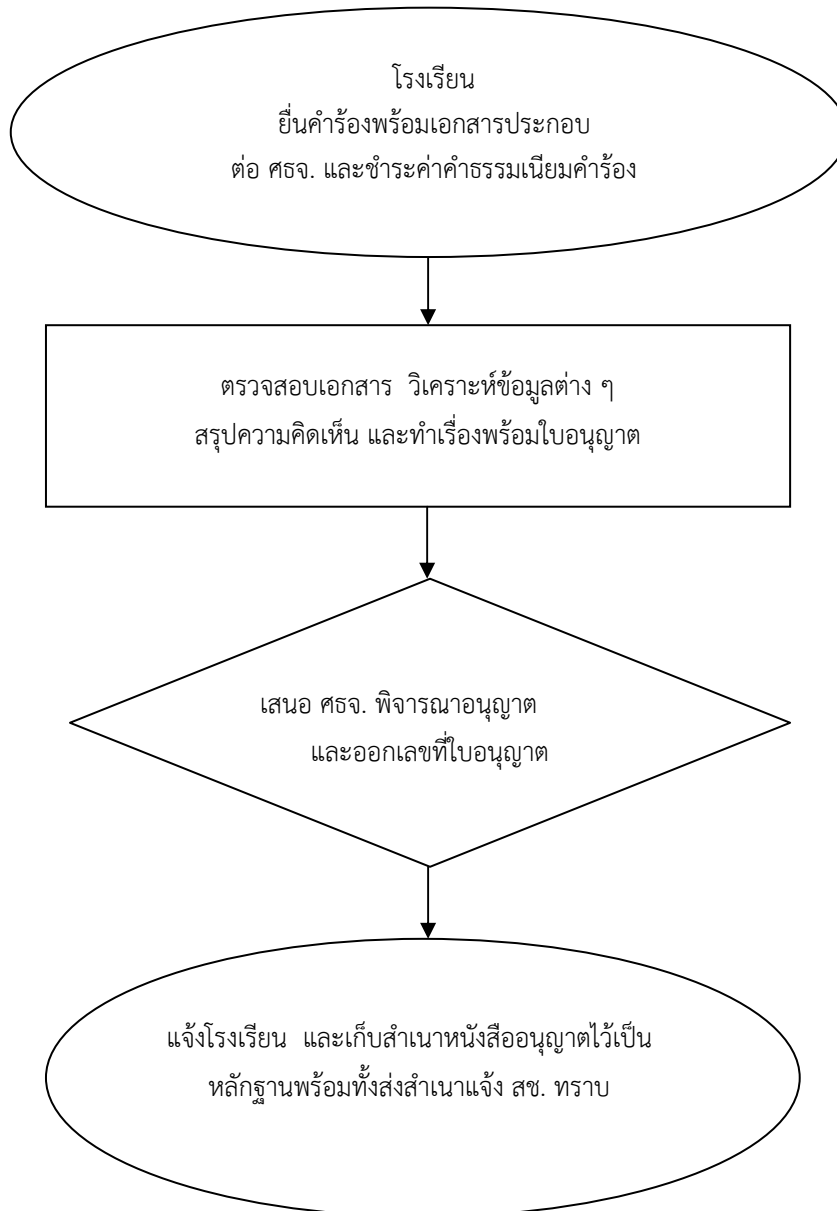 โรงเรียน
ยื่นคำร้องพร้อมเอกสารประกอบ
ต่อ ศธจ. และชำระค่าคำธรรมเนียมคำร้อง
ตรวจสอบเอกสาร วิเคราะห์ข้อมูลต่าง ๆ
สรุปความคิดเห็น และทำเรื่องพร้อมใบอนุญาต
เสนอ ศธจ. พิจารณาอนุญาต
และออกเลขที่ใบอนุญาต
แจ้งโรงเรียน และเก็บสำเนาหนังสืออนุญาตไว้เป็น
หลักฐานพร้อมทั้งส่งสำเนาแจ้ง สช. ทราบ